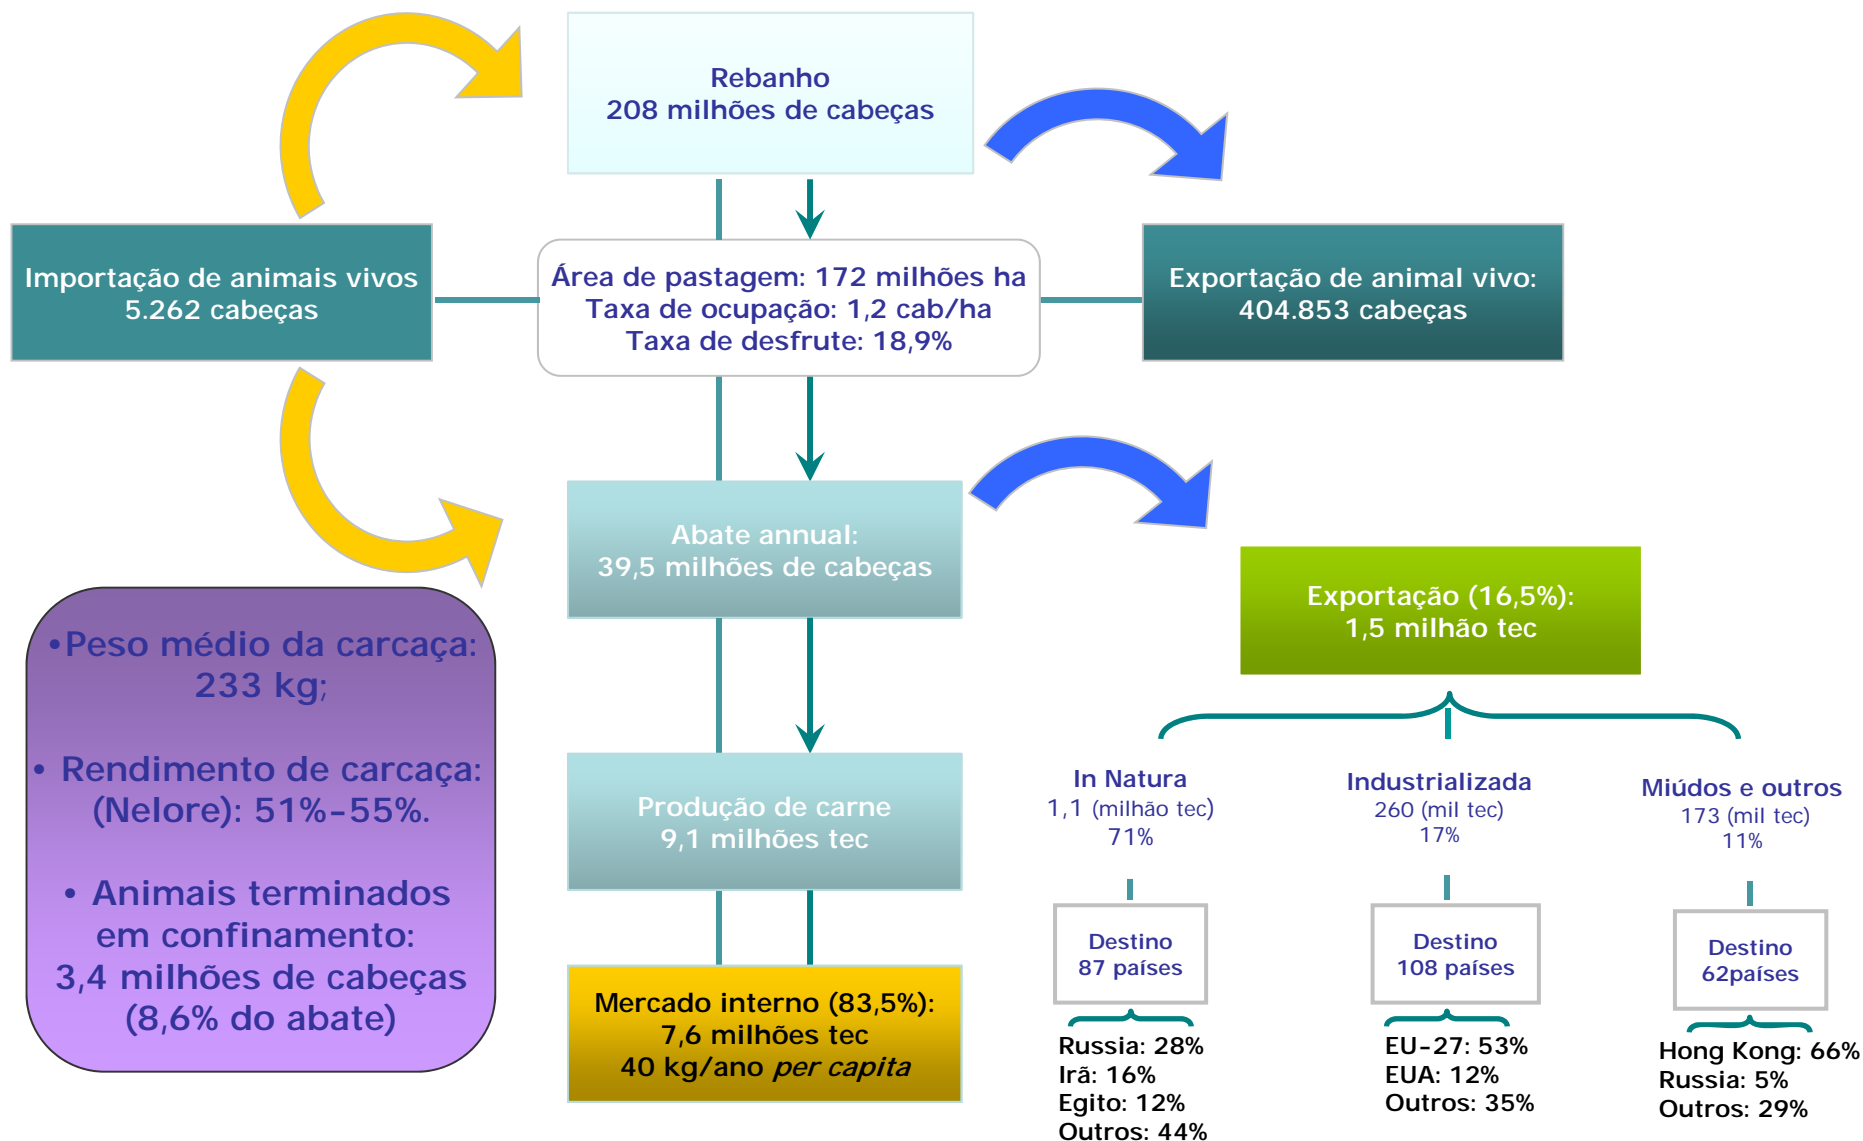 Rebanho
208 milhões de cabeças
Importação de animais vivos
5.262 cabeças
Área de pastagem: 172 milhões ha
Taxa de ocupação: 1,2 cab/ha
Taxa de desfrute: 18,9%
Exportação de animal vivo:
404.853 cabeças
Abate annual:
39,5 milhões de cabeças
Exportação (16,5%):
1,5 milhão tec
•Peso médio da carcaça:
233 kg;
• Rendimento de carcaça:
(Nelore): 51%-55%.
• Animais terminados
em confinamento:
3,4 milhões de cabeças
(8,6% do abate)
Produção de carne
9,1 milhões tec
Mercado interno (83,5%):
7,6 milhões tec
40 kg/ano per capita
In Natura
1,1 (milhão tec)
71%
Destino
87 países
Russia: 28%
Irã: 16%
Egito: 12%
Outros: 44%
Industrializada
260 (mil tec)
17%
Destino
108 países
EU-27: 53%
EUA: 12%
Outros: 35%
Miúdos e outros
173 (mil tec)
11%
Destino
62países
Hong Kong: 66%
Russia: 5%
Outros: 29%